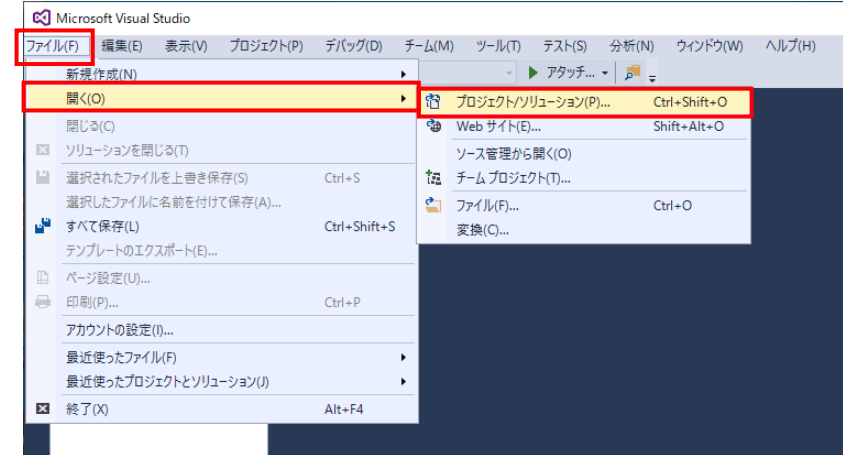 Microsoft Visual Studio
ファイル(F) 編集(E) 表示(V) プロジェクト(P) デバッグ(D) チーム(M) ツール(T) テスト(S) 分析(N) ウィンドウ(W) ヘルプ(H)
アタッチ...
新規作成(N)
開く(O)
閉じる(C)
ソリューションを閉じる(T)
選択されたファイルを上書き保存(S) Ctrl+S
選択したファイルに名前を付けて保存(A)...
すべて保存(L) Ctrl+Shift+S
テンプレートのエクスポート(E)...
ページ設定(U)...
印刷(P)... Ctrl+P
アカウントの設定(I)...
最近使ったファイル(F)
最近使ったプロジェクトとソリューション(J)
終了(X) Alt+F4
プロジェクト/ソリューション(P)... Ctrl+Shift+O
Web サイト(E)... Shift+Alt+O
ソース管理から開く(O)
チーム プロジェクト(T)...
ファイル(F)... Ctrl+O
変換(C)...